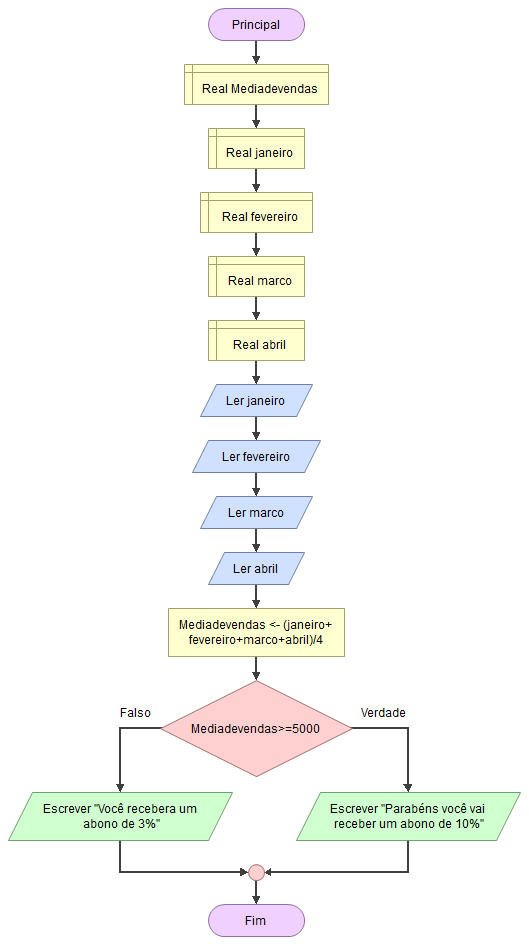 Principal
Real Mediadevendas
Real janeiro
Real fevereiro
Real marco
Real abril
Ler janeiro
Ler fevereiro
Ler marco
Ler abril
Mediadevendas <- (janeiro+
fevereiro+marco+abril)/4
Mediadevendas>=5000
Falso
Verdade
Escrever "Você recebera um
abono de 3%"
Escrever "Parabéns você vai
receber um abono de 10%"
Fim